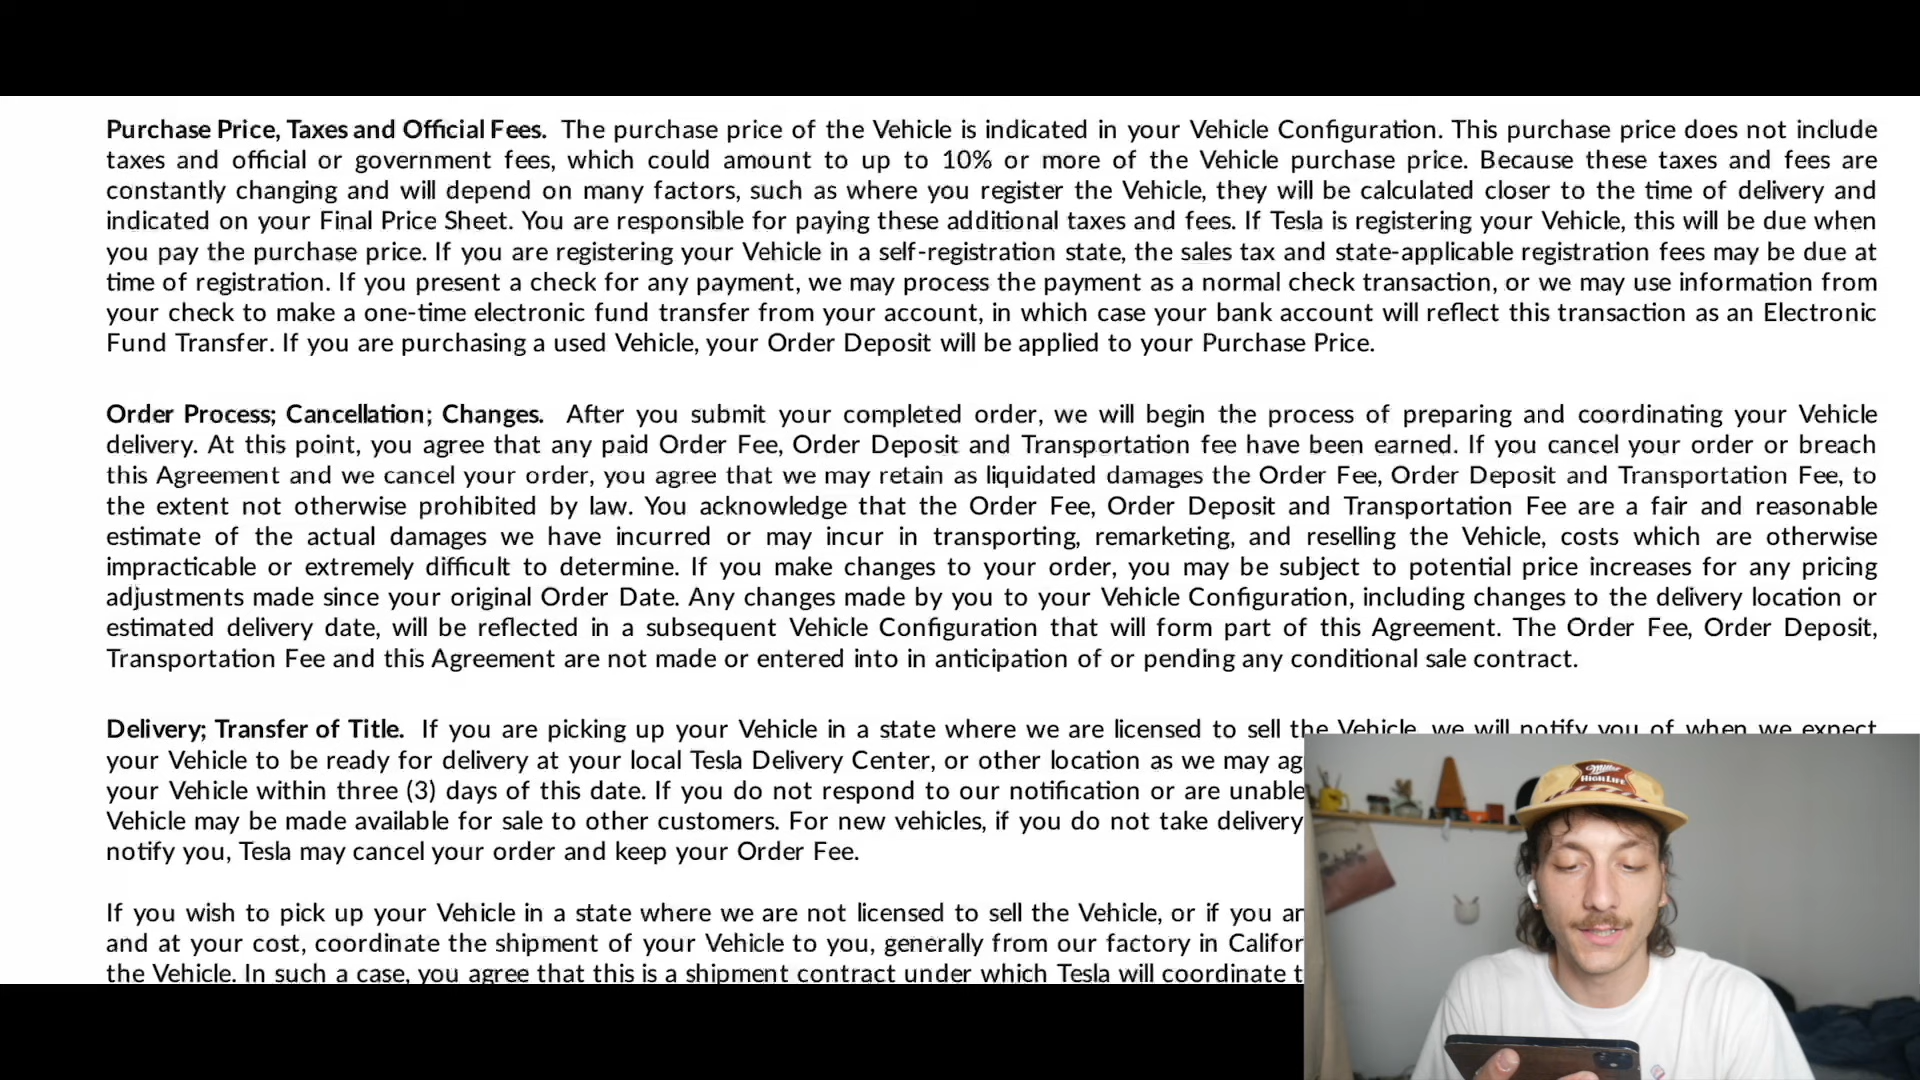 Purchase Price, Taxes and Official Fees. The purchase price of the Vehicle is indicated in your Vehicle Configuration. This purchase price does not include
taxes and official or government fees, which could amount to up to 10% or more of the Vehicle purchase price. Because these taxes and fees are
constantly changing and will depend on many factors, such as where you register the Vehicle, they will be calculated closer to the time of delivery and
indicated on your Final Price Sheet. You are responsible for paying these additional taxes and fees. If Tesla is registering your Vehicle, this will be due when
you pay the purchase price. If you are registering your Vehicle in a self-registration state, the sales tax and state-applicable registration fees may be due at
time of registration. If you present a check for any payment, we may process the payment as a normal check transaction, or we may use information from
your check to make a one-time electronic fund transfer from your account, in which case your bank account will reflect this transaction as an Electronic
Fund Transfer. If you are purchasing a used Vehicle, your Order Deposit will be applied to your Purchase Price.
Order Process; Cancellation; Changes. After you submit your completed order, we will begin the process of preparing and coordinating your Vehicle
delivery. At this point, you agree that any paid Order Fee, Order Deposit and Transportation fee have been earned. If you cancel your order or breach
this Agreement and we cancel your order, you agree that we may retain as liquidated damages the Order Fee, Order Deposit and Transportation Fee, to
the extent not otherwise prohibited by law. You acknowledge that the Order Fee, Order Deposit and Transportation Fee are a fair and reasonable
estimate of the actual damages we have incurred or may incur in transporting, remarketing, and reselling the Vehicle, costs which are otherwise
impracticable or extremely difficult to determine. If you make changes to your order, you may be subject to potential price increases for any pricing
adjustments made since your original Order Date. Any changes made by you to your Vehicle Configuration, including changes to the delivery location or
estimated delivery date, will be reflected in a subsequent Vehicle Configuration that will form part of this Agreement. The Order Fee, Order Deposit,
Transportation Fee and this Agreement are not made or entered into in anticipation of or pending any conditional sale contract.
Delivery; Transfer of Title. If you are picking up your Vehicle in a state where we are licensed to sell the Vehicle, we will notify you of when we expect
your Vehicle to be ready for delivery at your local Tesla Delivery Center, or other location as we may ag
your Vehicle within three (3) days of this date. If you do not respond to our notification or are unable
Vehicle may be made available for sale to other customers. For new vehicles, if you do not take delivery
notify you, Tesla may cancel your order and keep your Order Fee.
If you wish to pick up your Vehicle in a state where we are not licensed to sell the Vehicle, or if you ar
and at your cost, coordinate the shipment of your Vehicle to you, generally from our factory in Califor
the Vehicle. In such a case, you agree that this is a shipment contract under which Tesla will coordinate t
Miller
HIGH LIFE